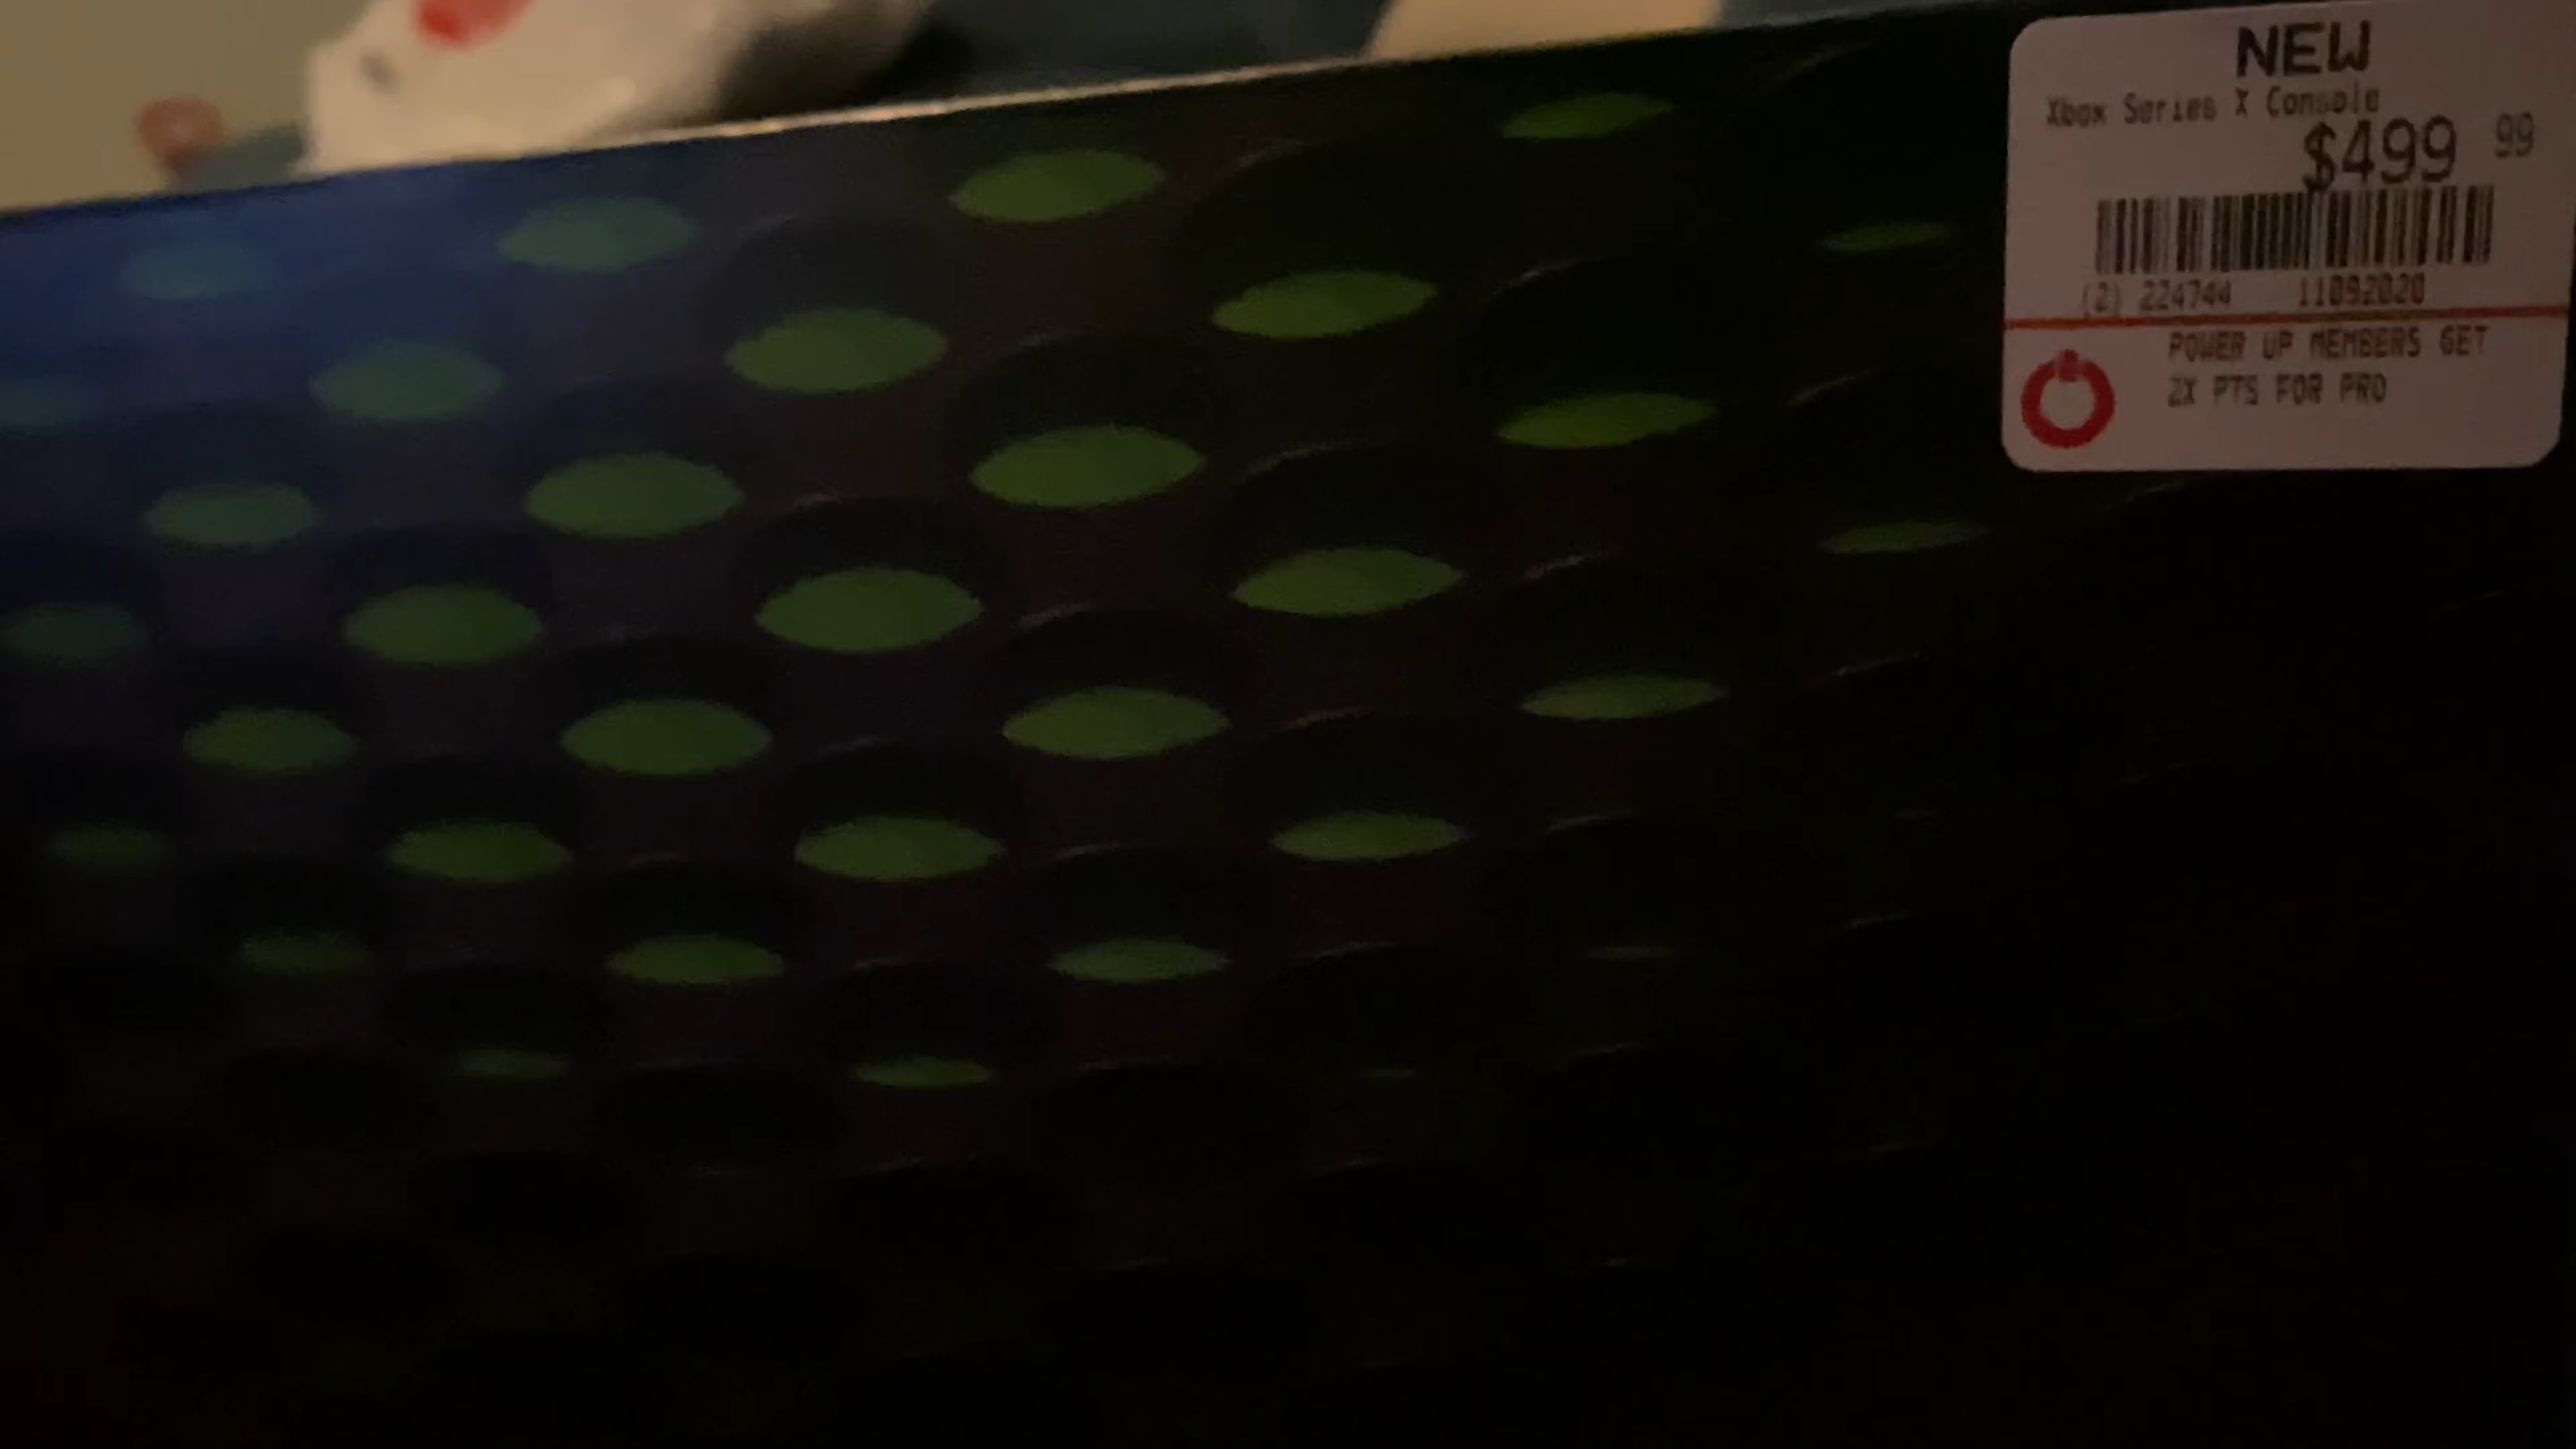 NEW
Xbox Series X Console
$499 99
(2) 224744 11092020
POWER UP MEMBERS GET
2X PTS FOR PRO